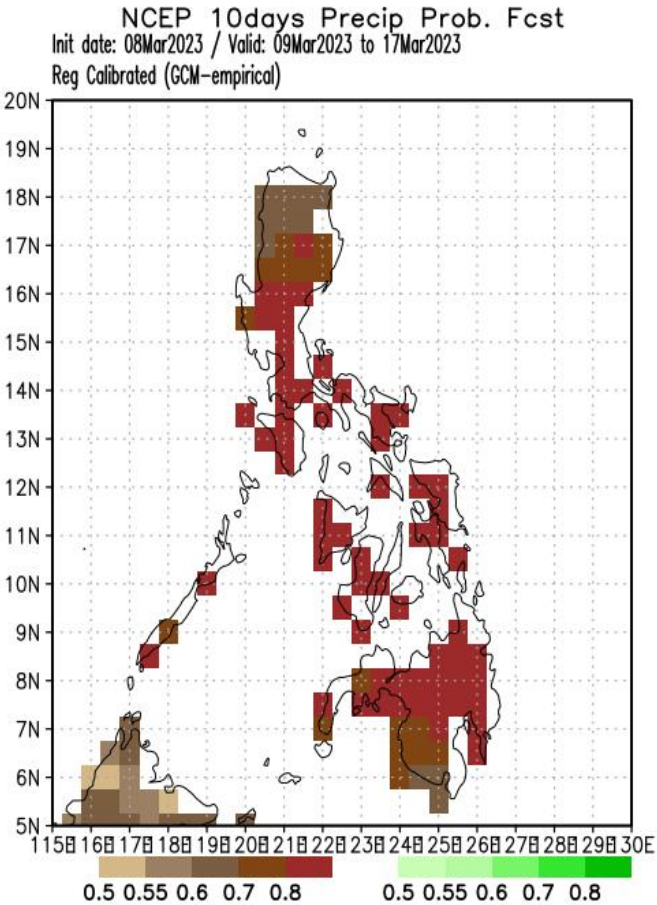 NCEP 10days Precip Prob. Fcst
Init date: 08Mar2023 / Valid: 09Mar2023 to 17Mar2023
Reg Calibrated (GCM-empirical)
20N
19N
18N
17N
16N
15N
14N
13N
12N
11N
10N
9N
8N
7N
6N
5N
115E 116E 117E 118E 119E 120E 121E 122E 123E 124E 125E 126E 127E 128E 129E 130E
0.5 0.55 0.6 0.7 0.8 0.5 0.55 0.6 0.7 0.8